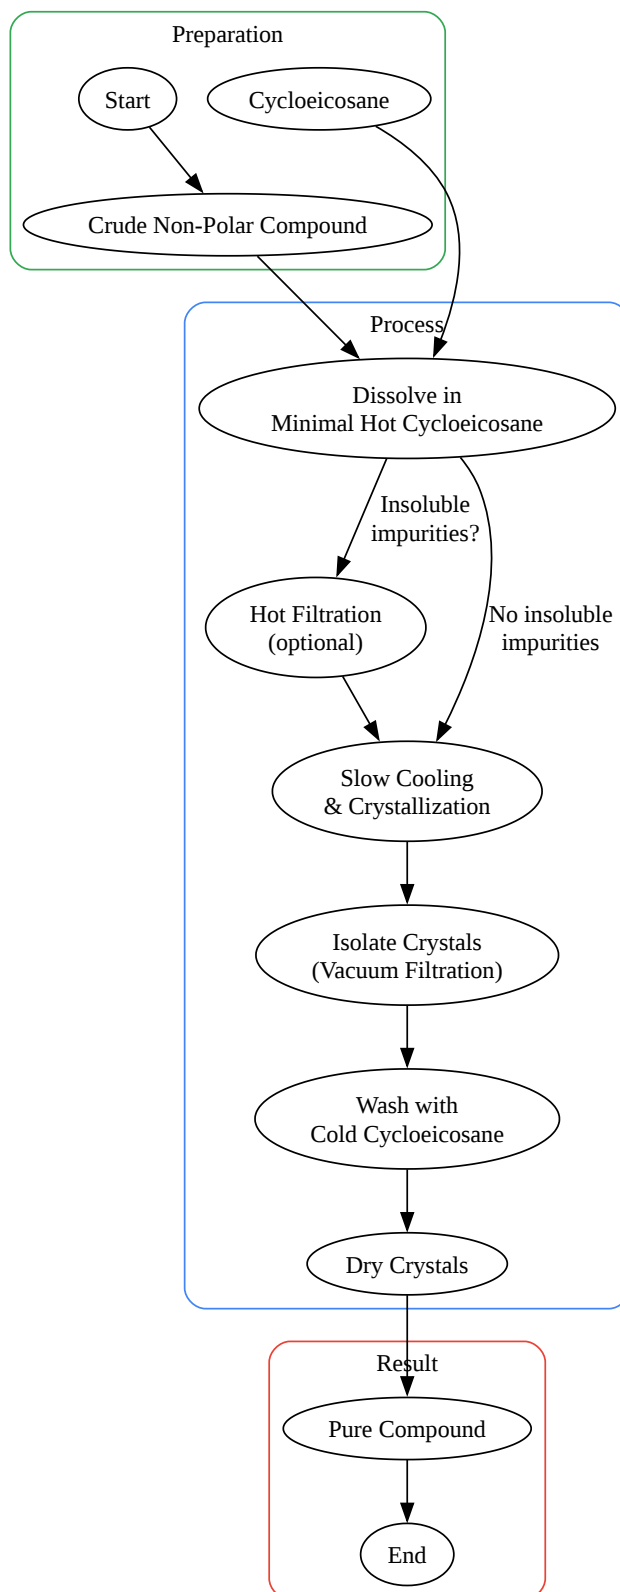 Preparation
Start
Cycloeicosane
Crude Non-Polar Compound
Process
Dissolve in
Minimal Hot Cycloeicosane
Insoluble
impurities?
Hot Filtration
(optional)
No insoluble
impurities
Slow Cooling
& Crystallization
Isolate Crystals
(Vacuum Filtration)
Wash with
Cold Cycloeicosane
Dry Crystals
Result
Pure Compound
End